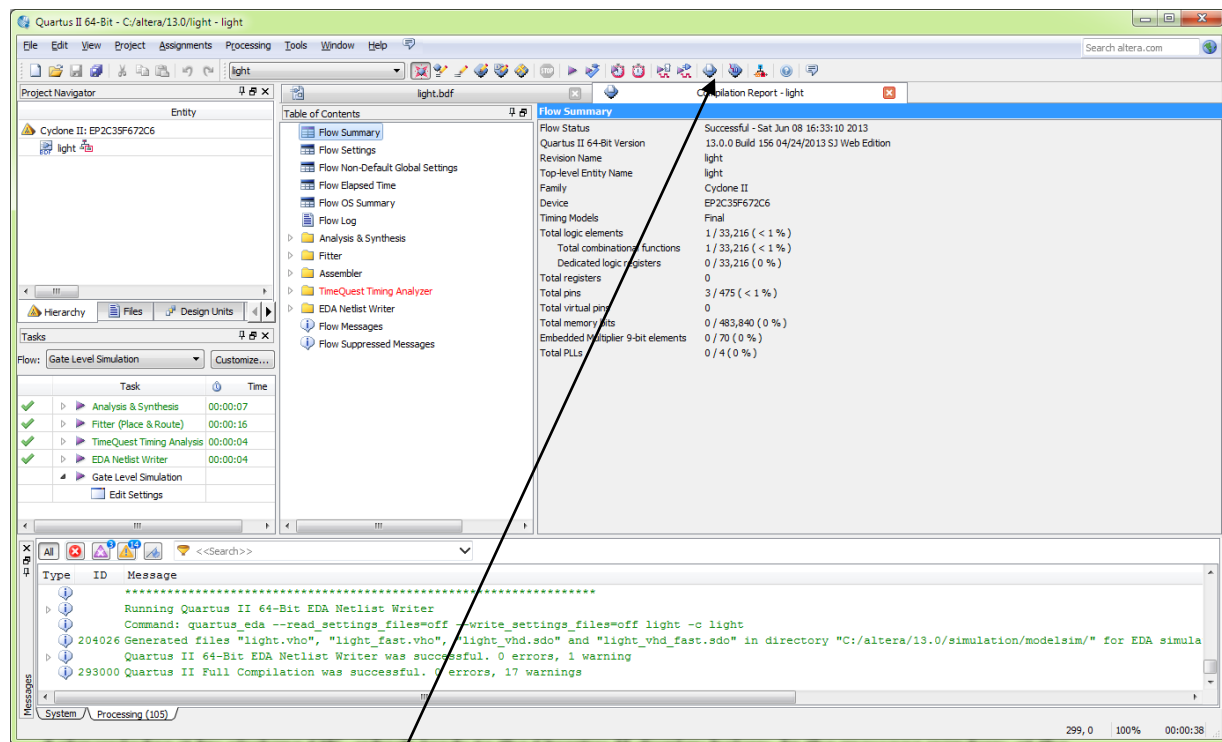 Quartus II 64-Bit - C:/altera/13.0/light - light
File Edit View Project Assignments Processing Tools Window Help
Search altera.com
light
Project Navigator
Entity
Cyclone II: EP2C35F672C6
light
Hierarchy Files Design Units
Tasks
Flow: Gate Level Simulation Customize...
Task Time
Analysis & Synthesis 00:00:07
Fitter (Place & Route) 00:00:16
TimeQuest Timing Analysis 00:00:04
EDA Netlist Writer 00:00:04
Gate Level Simulation
Edit Settings
light.bdf
Compilation Report - light
Table of Contents
Flow Summary
Flow Settings
Flow Non-Default Global Settings
Flow Elapsed Time
Flow OS Summary
Flow Log
Analysis & Synthesis
Fitter
Assembler
TimeQuest Timing Analyzer
EDA Netlist Writer
Flow Messages
Flow Suppressed Messages
Flow Summary
Flow Status Successful - Sat Jun 08 16:33:10 2013
Quartus II 64-Bit Version 13.0.0 Build 156 04/24/2013 SJ Web Edition
Revision Name light
Top-level Entity Name light
Family Cyclone II
Device EP2C35F672C6
Timing Models Final
Total logic elements 1 / 33,216 ( < 1 % )
Total combinational functions 1 / 33,216 ( < 1 % )
Dedicated logic registers 0 / 33,216 ( 0 % )
Total registers 0
Total pins 3 / 475 ( < 1 % )
Total virtual pins 0
Total memory bits 0 / 483,840 ( 0 % )
Embedded Multiplier 9-bit elements 0 / 70 ( 0 % )
Total PLLs 0 / 4 ( 0 % )
All 3 14 <<Search>>
Type ID Message
*******************************************************************
Running Quartus II 64-Bit EDA Netlist Writer
Command: quartus_eda --read_settings_files=off --write_settings_files=off light -c light
204026 Generated files "light.vho", "light_fast.vho", "light_vhd.sdo" and "light_vhd_fast.sdo" in directory "C:/altera/13.0/simulation/modelsim/" for EDA simula
Quartus II 64-Bit EDA Netlist Writer was successful. 0 errors, 1 warning
293000 Quartus II Full Compilation was successful. 0 errors, 17 warnings
Messages
System Processing (105)
299, 0 100% 00:00:38